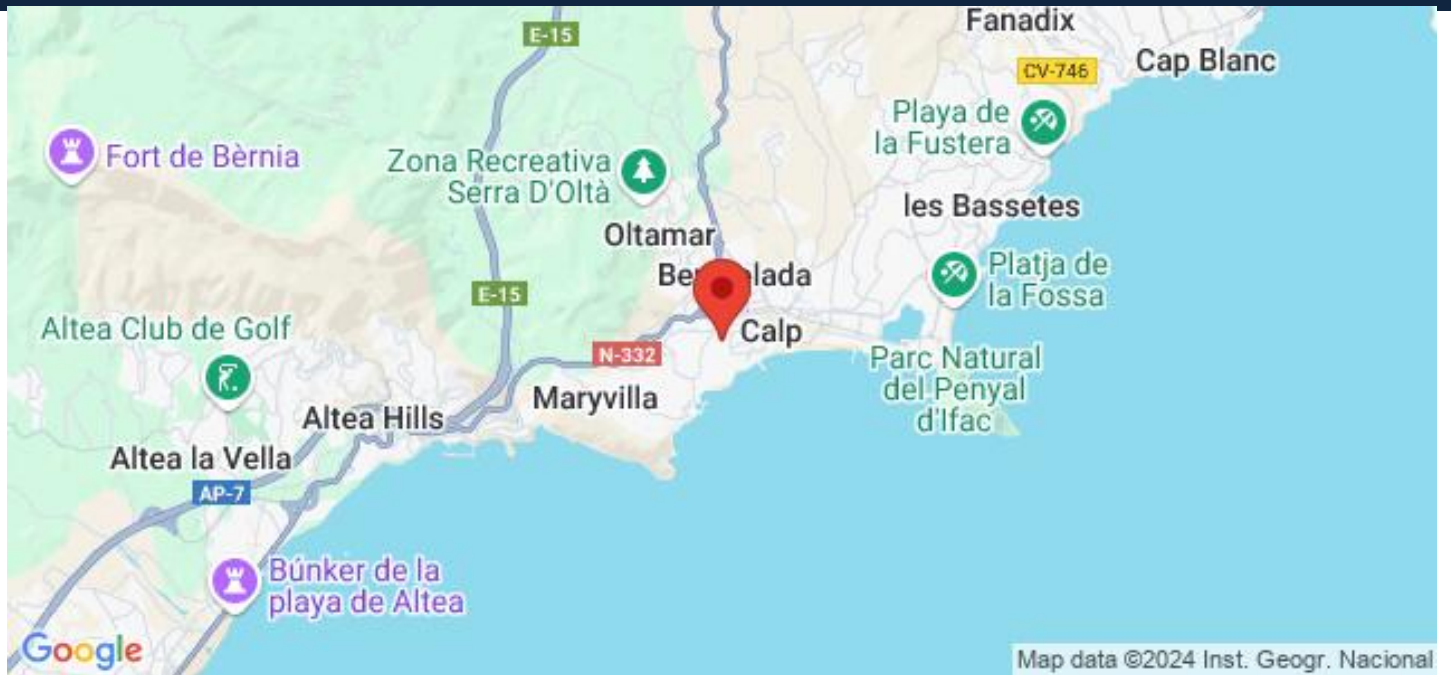 Fanadix
E-15
Cap Blanc
CV-746
Playa de
la Fustera
Fort de Bèrnia
Zona Recreativa
Serra D'Oltà
les Bassetes
Oltamar
Platja de
la Fossa
E-15
Altea Club de Golf
Calp
N-332
Parc Natural
del Penyal
d'Ifac
Maryvilla
Altea Hills
Altea la Vella
AP-7
Búnker de la
playa de Altea
Google
Map data ©2024 Inst. Geogr. Nacional